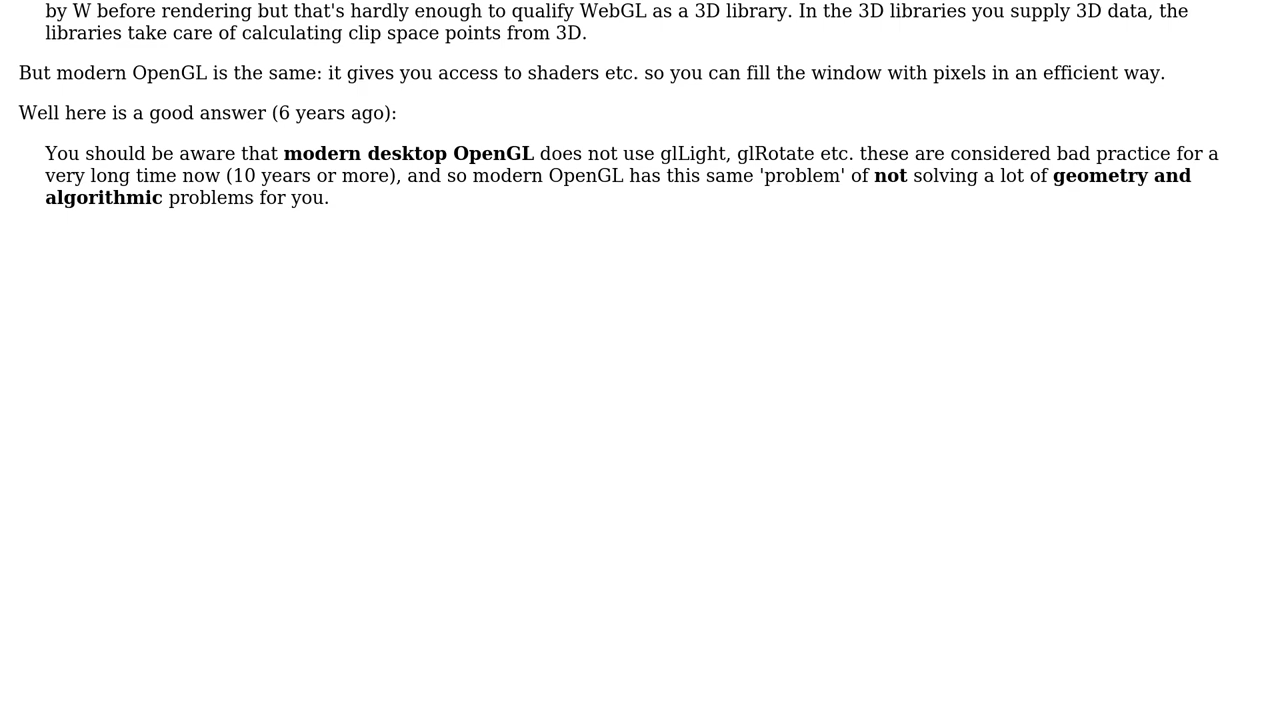 by W before rendering but that's hardly enough to qualify WebGL as a 3D library. In the 3D libraries you supply 3D data, the
libraries take care of calculating clip space points from 3D.
But modern OpenGL is the same: it gives you access to shaders etc. so you can fill the window with pixels in an efficient way.
Well here is a good answer (6 years ago):
You should be aware that modern desktop OpenGL does not use glLight, glRotate etc. these are considered bad practice for a
very long time now (10 years or more), and so modern OpenGL has this same 'problem' of not solving a lot of geometry and
algorithmic problems for you.